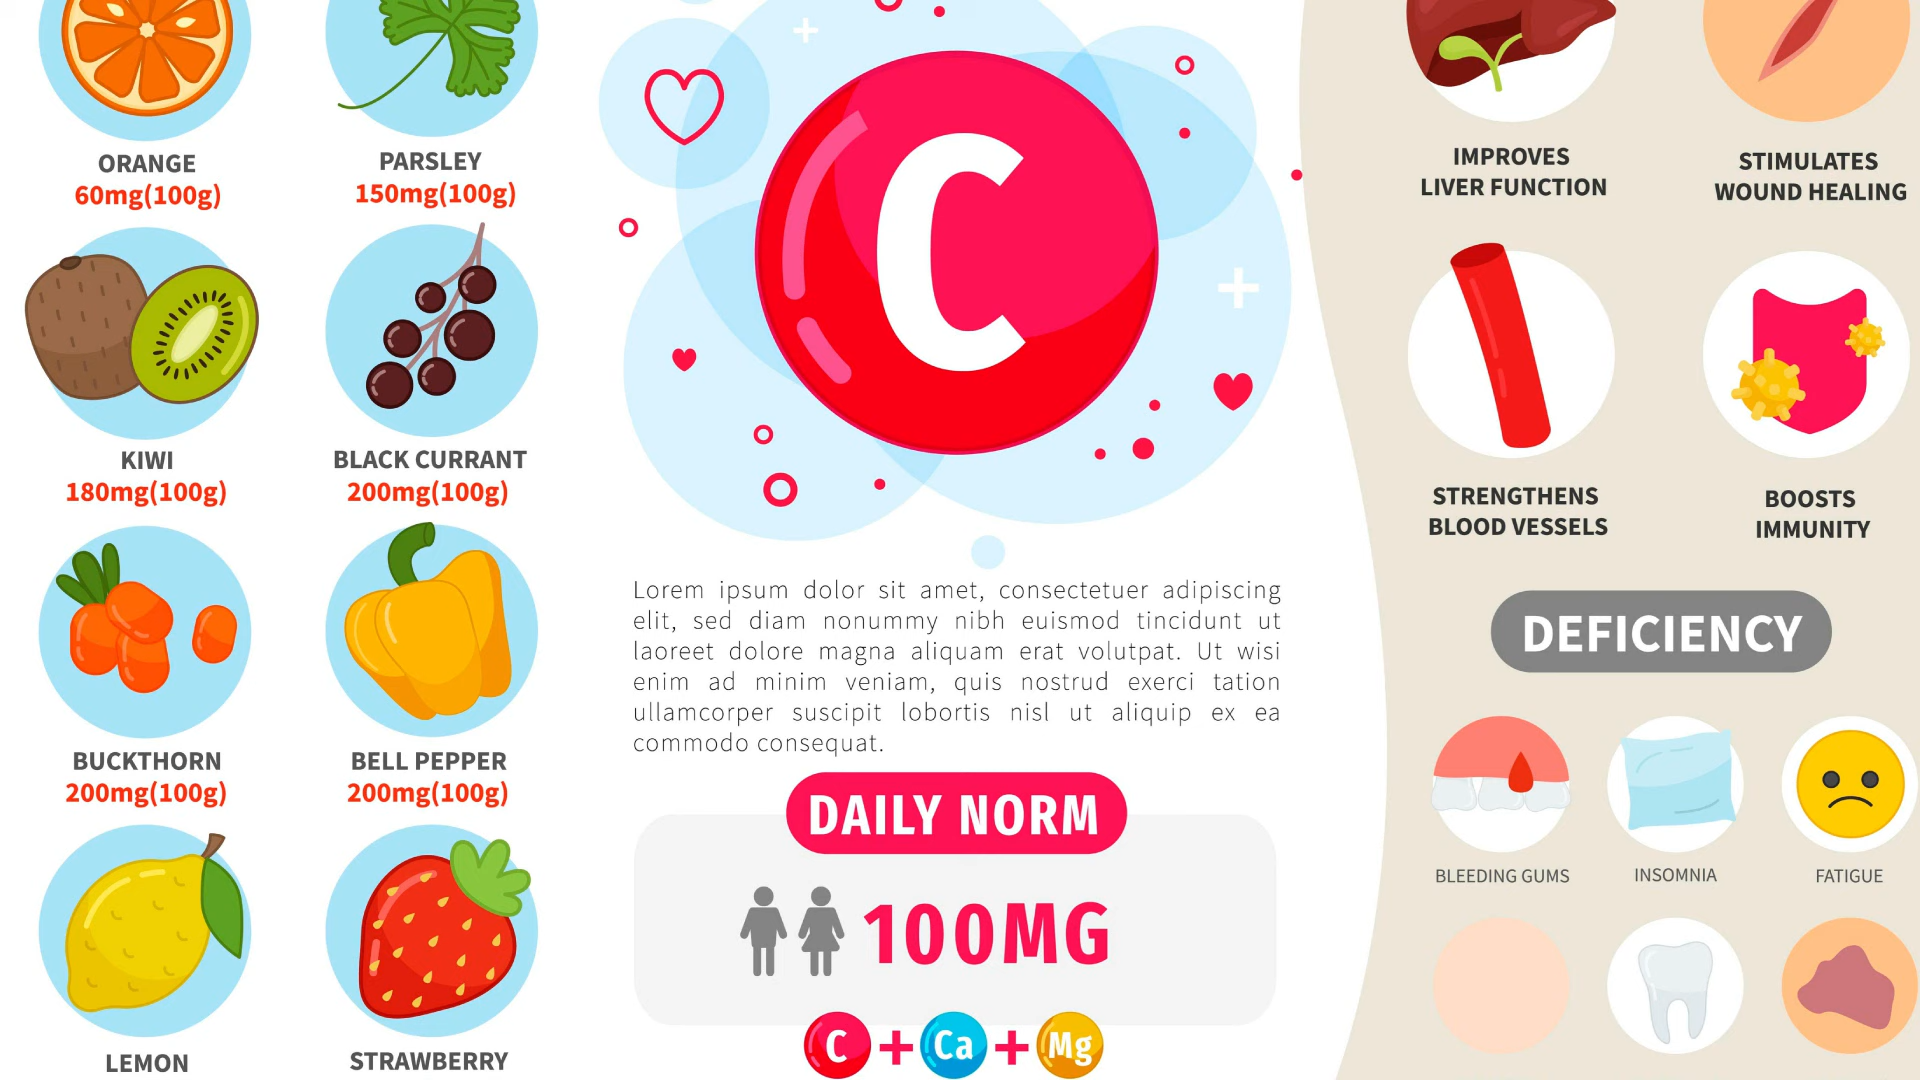 ORANGE
60mg(100g)
PARSLEY
150mg(100g)
KIWI
180mg(100g)
BLACK CURRANT
200mg(100g)
BUCKTHORN
200mg(100g)
BELL PEPPER
200mg(100g)
LEMON
STRAWBERRY
C
Lorem ipsum dolor sit amet, consectetuer adipiscing
elit, sed diam nonummy nibh euismod tincidunt ut
laoreet dolore magna aliquam erat volutpat. Ut wisi
enim ad minim veniam, quis nostrud exerci tation
ullamcorper suscipit lobortis nisl ut aliquip ex ea
commodo consequat.
DAILY NORM
100MG
C + Ca + Mg
IMPROVES
LIVER FUNCTION
STIMULATES
WOUND HEALING
STRENGTHENS
BLOOD VESSELS
BOOSTS
IMMUNITY
DEFICIENCY
BLEEDING GUMS
INSOMNIA
FATIGUE